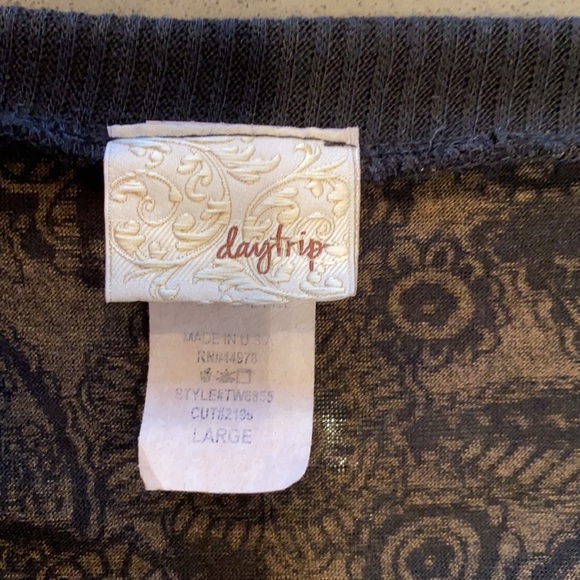 daytrip
MADE IN U.S.A
RN#44978
STYLE#TW6855
CUT#2195
LARGE